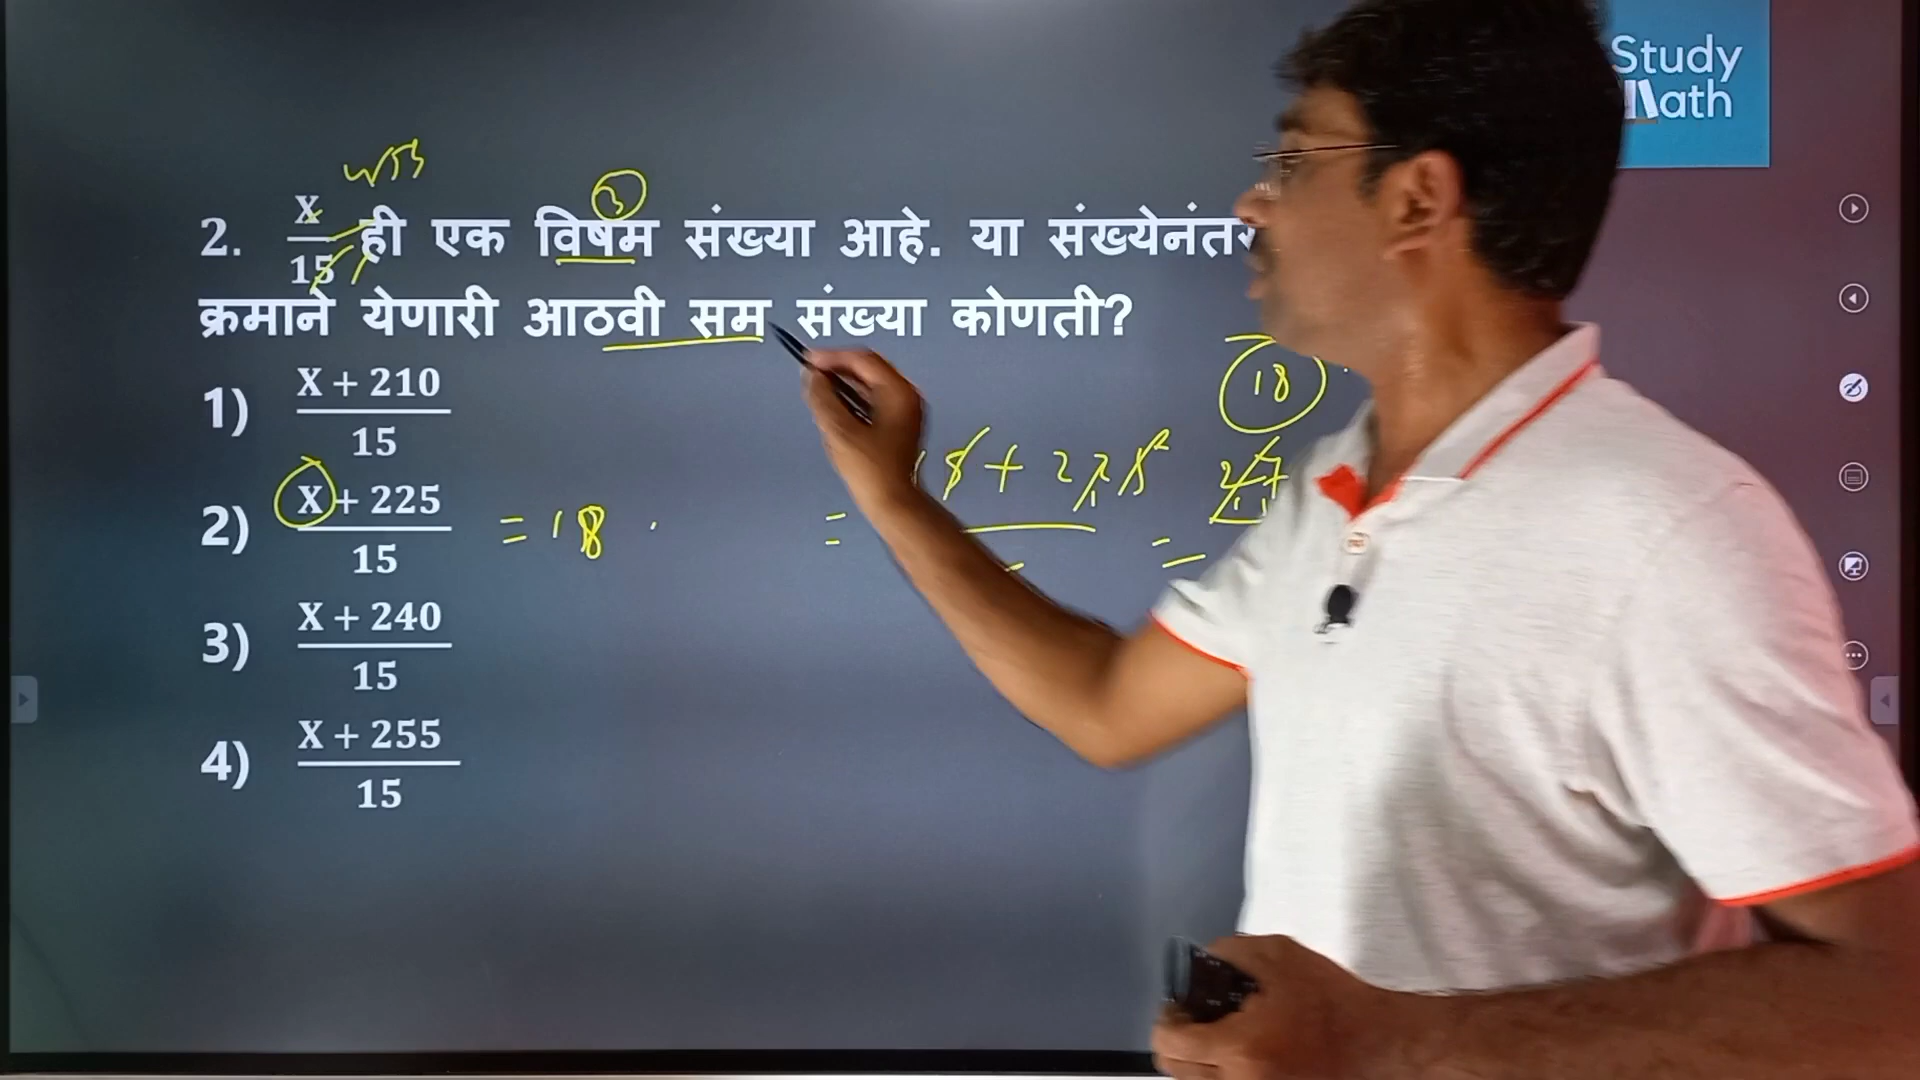 Study
Math
2. X/15 ही एक विषम संख्या आहे. या संख्येनंतर
क्रमाने येणारी आठवी सम संख्या कोणती?
18
1) X + 210/15
2) X + 225/15 = 18
3) X + 240/15
4) X + 255/15